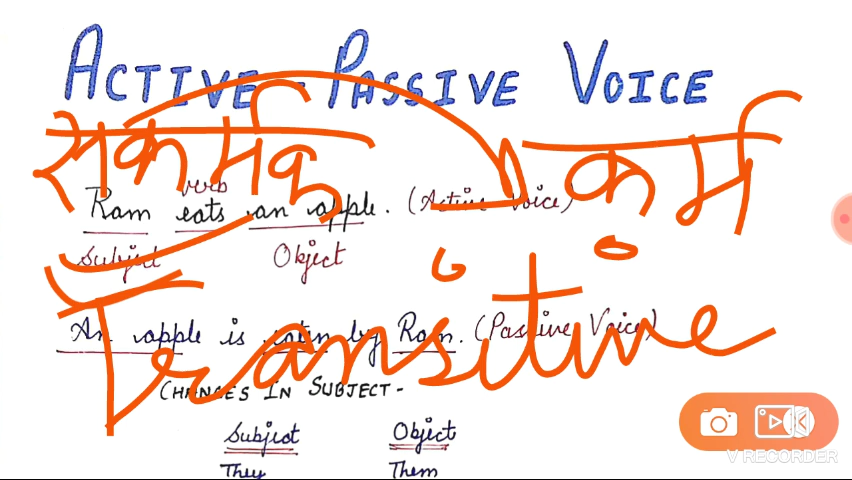 ACTIVE - PASSIVE VOICE
सकर्मक कर्म
verb
Ram eats an apple. (Active Voice)
Subject Object
Transitive
An apple is eaten by Ram. (Passive Voice)
CHANGES IN SUBJECT -
Subject Object
They Them
V RECORDER